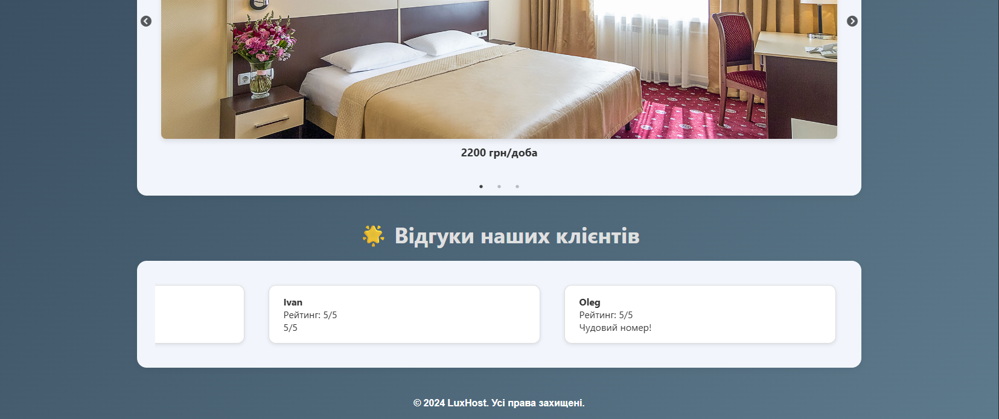 2200 грн/доба
Відгуки наших клієнтів
Ivan
Рейтинг: 5/5
5/5
Oleg
Рейтинг: 5/5
Чудовий номер!
© 2024 LuxHost. Усі права захищені.